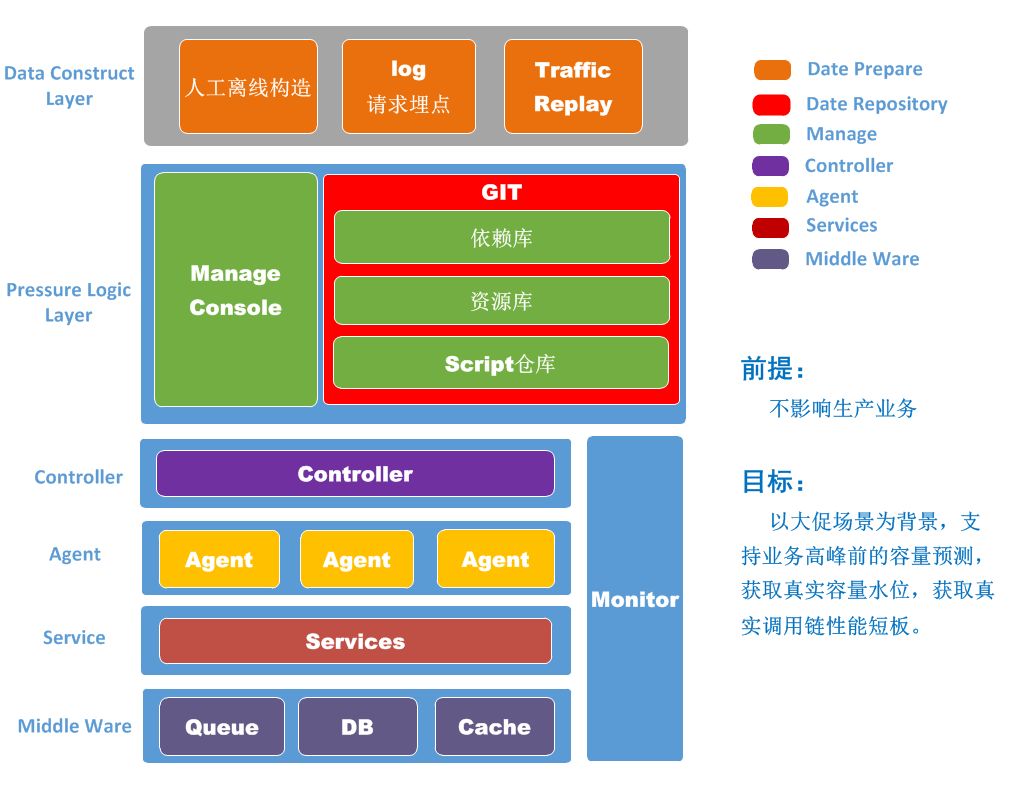 Data Construct
Layer
人工离线构造
log
请求埋点
Traffic
Replay
Pressure Logic
Layer
Manage
Console
GIT
依赖库
资源库
Script仓库
Controller
Controller
Agent
Agent
Agent
Agent
Service
Services
Middle Ware
Queue
DB
Cache
Monitor
Date Prepare
Date Repository
Manage
Controller
Agent
Services
Middle Ware
前提：
不影响生产业务
目标：
以大促场景为背景，支
持业务高峰前的容量预测，
获取真实容量水位，获取真
实调用链性能短板。